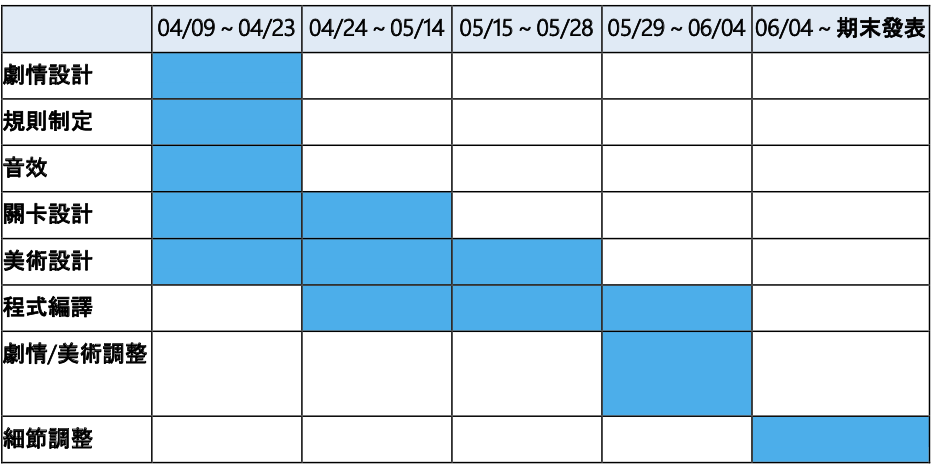 04/09 ~ 04/23 04/24 ~ 05/14 05/15 ~ 05/28 05/29 ~ 06/04 06/04 ~ 期末發表
劇情設計
規則制定
音效
關卡設計
美術設計
程式編譯
劇情/美術調整
細節調整